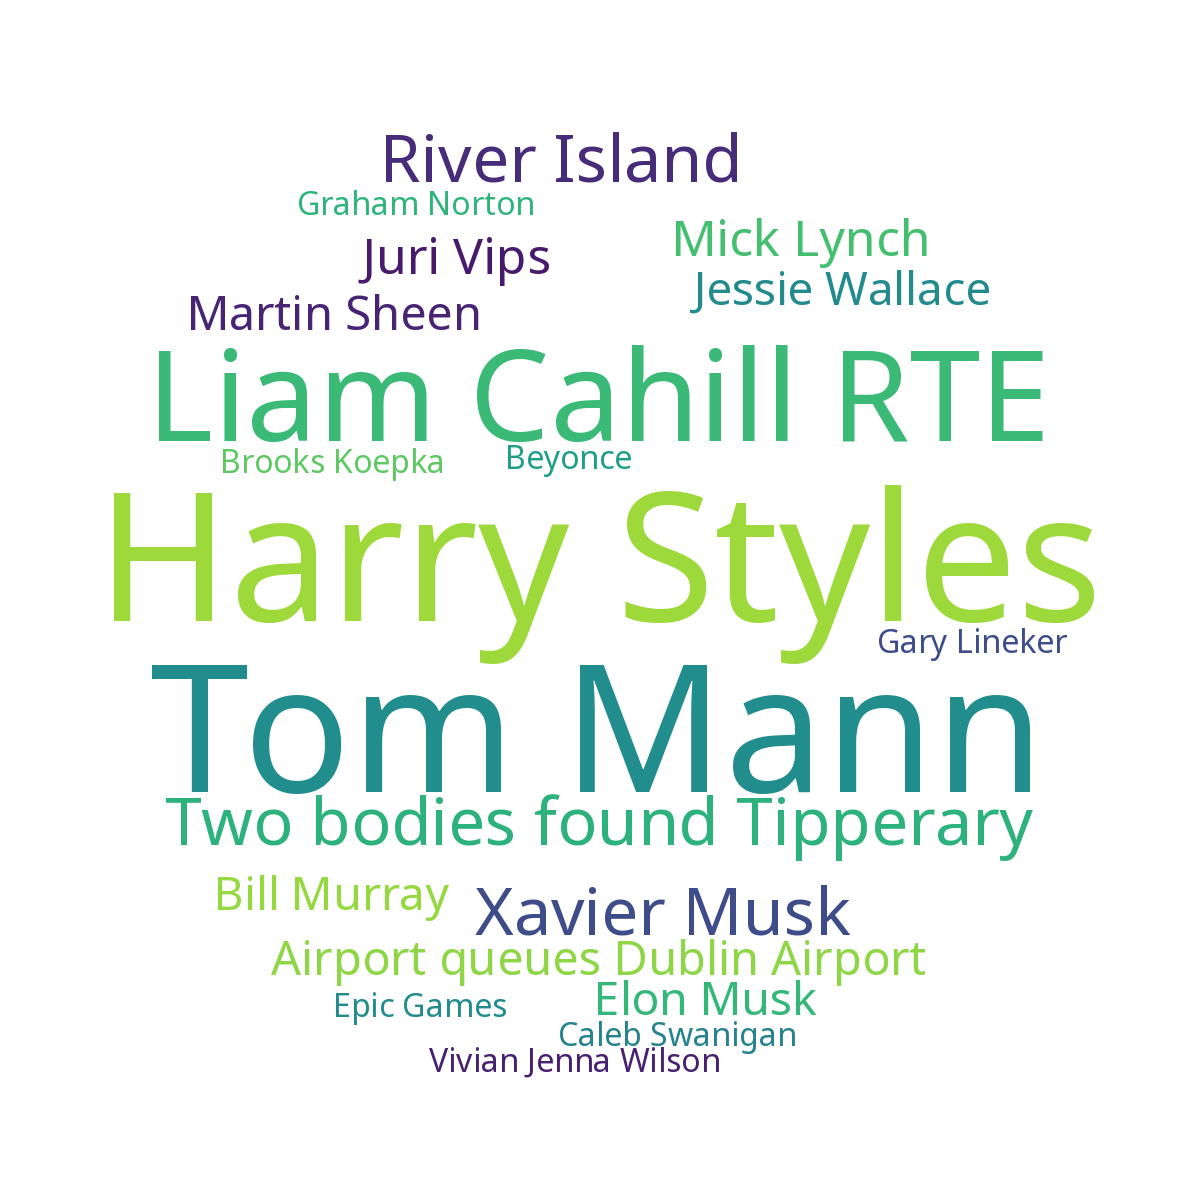 River Island
Graham Norton
Mick Lynch
Juri Vips
Jessie Wallace
Martin Sheen
Liam Cahill RTE
Brooks Koepka
Beyonce
Harry Styles
Gary Lineker
Tom Mann
Two bodies found Tipperary
Bill Murray
Xavier Musk
Airport queues Dublin Airport
Epic Games
Elon Musk
Caleb Swanigan
Vivian Jenna Wilson